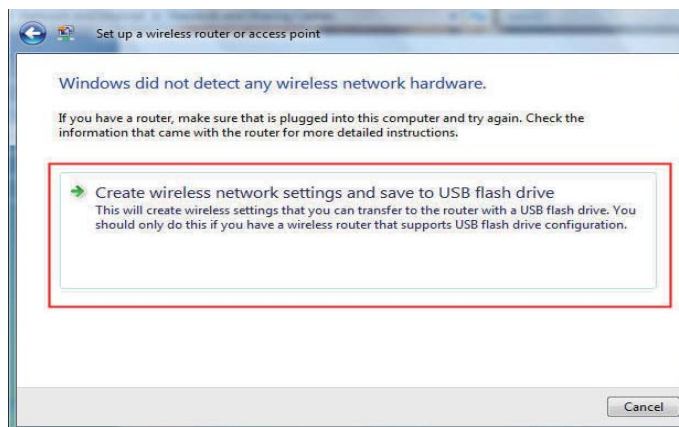 Set up a wireless router or access point
Windows did not detect any wireless network hardware.
If you have a router, make sure that is plugged into this computer and try again. Check the
information that came with the router for more detailed instructions.
Create wireless network settings and save to USB flash drive
This will create wireless settings that you can transfer to the router with a USB flash drive. You
should only do this if you have a wireless router that supports USB flash drive configuration.
Cancel